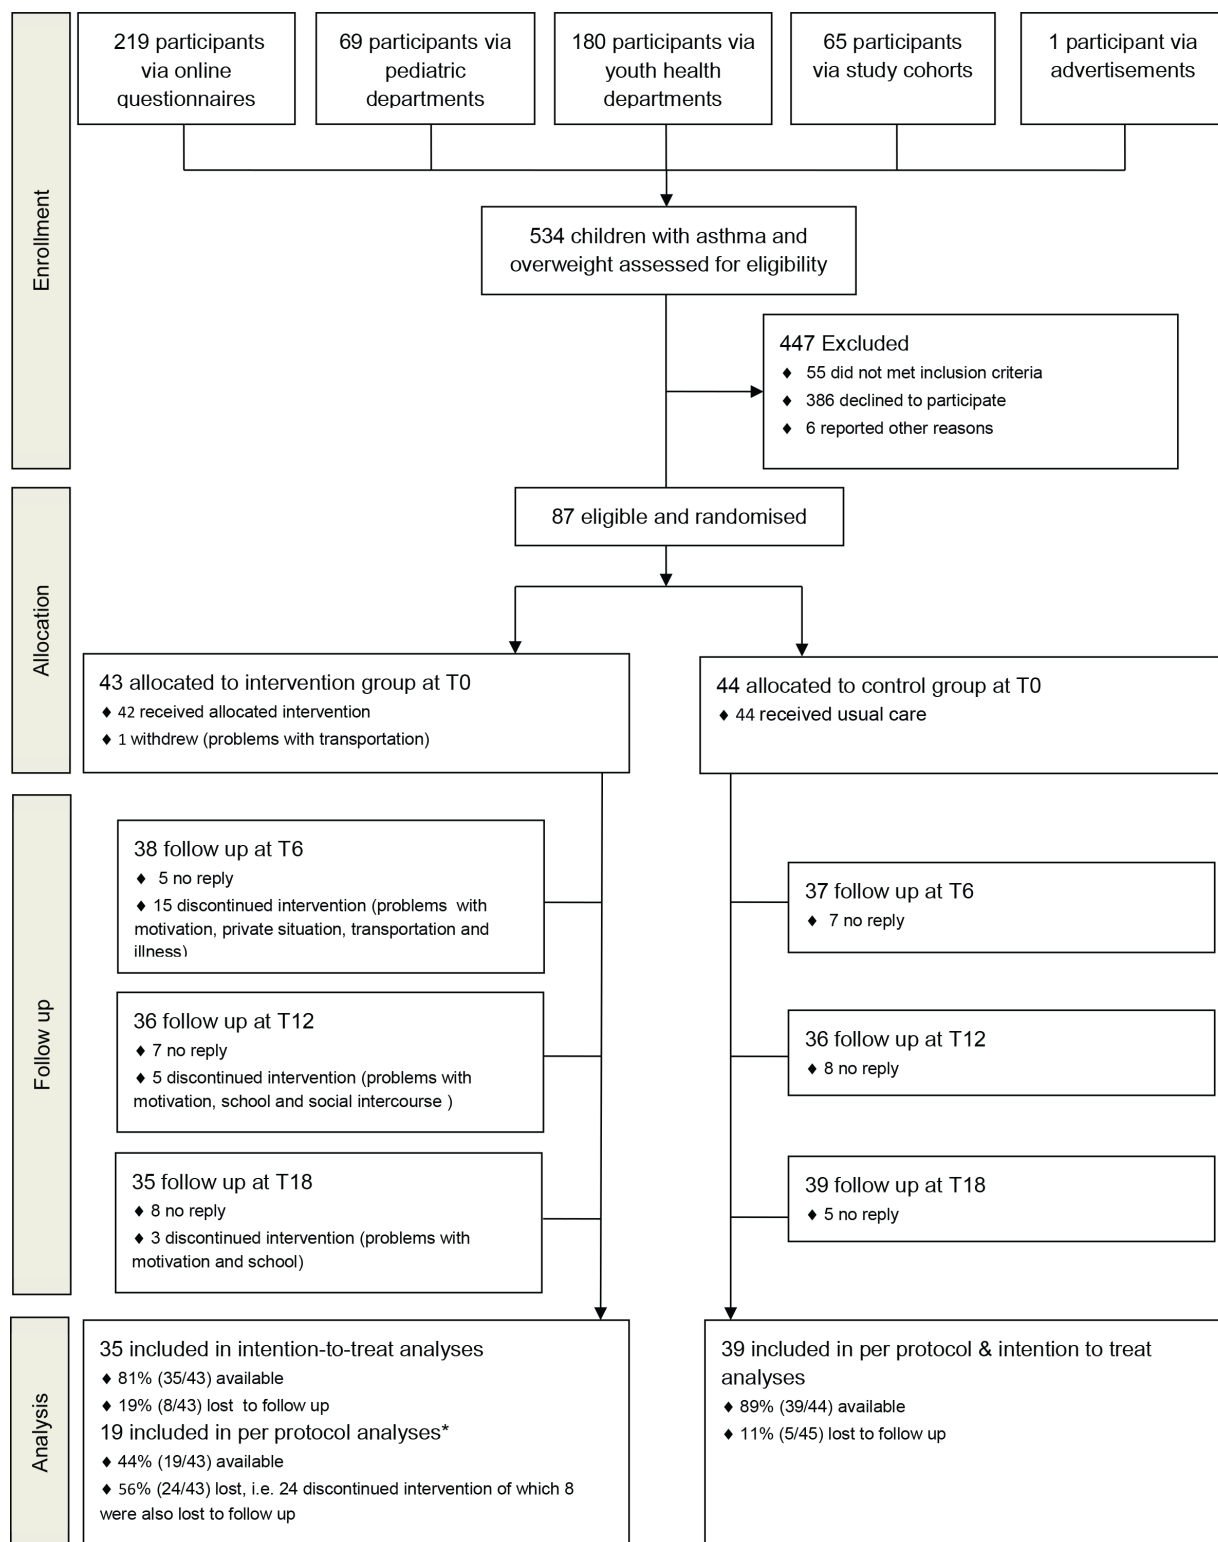 219 participants
via online
questionnaires
69 participants via
pediatric
departments
180 participants via
youth health
departments
65 participants
via study cohorts
1 participant via
advertisements
Enrollment
534 children with asthma and
overweight assessed for eligibility
447 Excluded
♦ 55 did not met inclusion criteria
♦ 386 declined to participate
♦ 6 reported other reasons
87 eligible and randomised
Allocation
43 allocated to intervention group at T0
♦ 42 received allocated intervention
♦ 1 withdrew (problems with transportation)
44 allocated to control group at T0
♦ 44 received usual care
Follow up
38 follow up at T6
♦ 5 no reply
♦ 15 discontinued intervention (problems with
motivation, private situation, transportation and
illness)
37 follow up at T6
♦ 7 no reply
36 follow up at T12
♦ 7 no reply
♦ 5 discontinued intervention (problems with
motivation, school and social intercourse )
36 follow up at T12
♦ 8 no reply
35 follow up at T18
♦ 8 no reply
♦ 3 discontinued intervention (problems with
motivation and school)
39 follow up at T18
♦ 5 no reply
Analysis
35 included in intention-to-treat analyses
♦ 81% (35/43) available
♦ 19% (8/43) lost to follow up
19 included in per protocol analyses*
♦ 44% (19/43) available
♦ 56% (24/43) lost, i.e. 24 discontinued intervention of which 8
were also lost to follow up
39 included in per protocol & intention to treat
analyses
♦ 89% (39/44) available
♦ 11% (5/45) lost to follow up